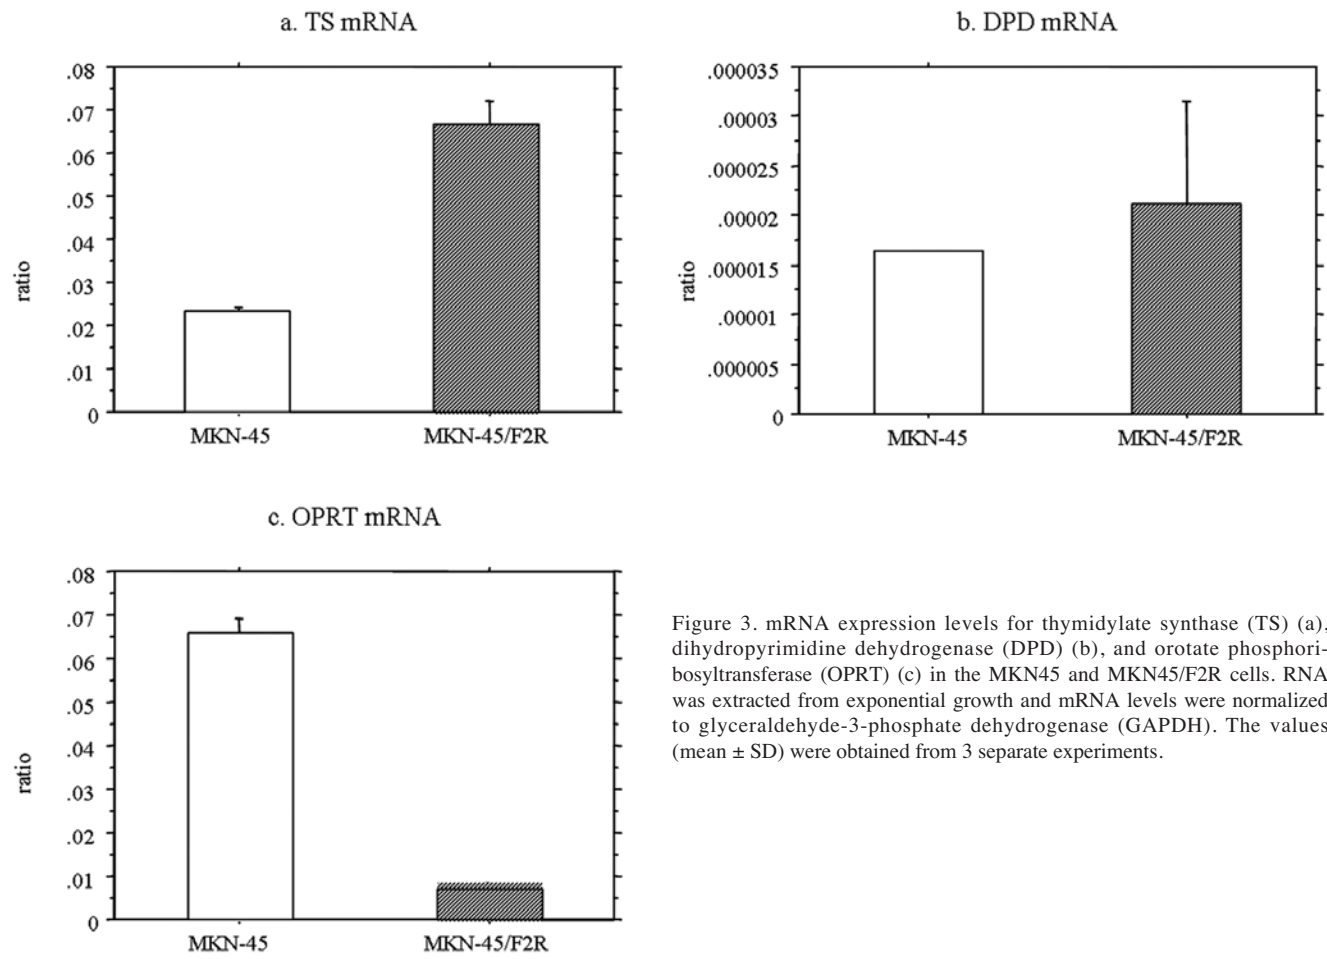 a. TS mRNA
.08
.07
.06
.05
.04
.03
.02
.01
0
ratio
MKN-45 MKN-45/F2R
b. DPD mRNA
.000035
.00003
.000025
.00002
.000015
.00001
.000005
0
ratio
MKN-45 MKN-45/F2R
c. OPRT mRNA
.08
.07
.06
.05
.04
.03
.02
.01
0
ratio
MKN-45 MKN-45/F2R
Figure 3. mRNA expression levels for thymidylate synthase (TS) (a),
dihydropyrimidine dehydrogenase (DPD) (b), and orotate phosphori-
bosyltransferase (OPRT) (c) in the MKN45 and MKN45/F2R cells. RNA
was extracted from exponential growth and mRNA levels were normalized
to glyceraldehyde-3-phosphate dehydrogenase (GAPDH). The values
(mean ± SD) were obtained from 3 separate experiments.